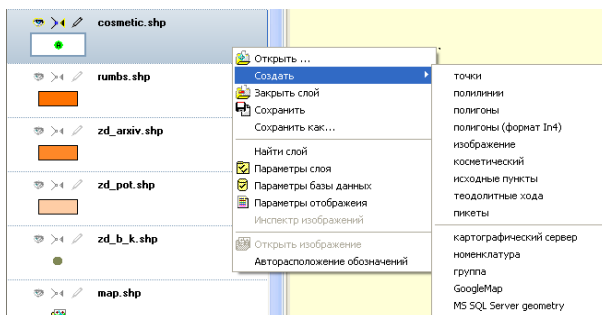 cosmetic.shp
rumbs.shp
zd_arxiv.shp
zd_pot.shp
zd_b_k.shp
map.shp
Открыть ...
Создать
Закрыть слой
Сохранить
Сохранить как...
Найти слой
Параметры слоя
Параметры базы данных
Параметры отображеия
Инспектр изображений
Открыть изображение
Авторасположение обозначений
точки
полилинии
полигоны
полигоны (формат In4)
изображение
косметический
исходные пункты
теодолитные хода
пикеты
картографический сервер
номенклатура
группа
GoogleMap
MS SQL Server geometry